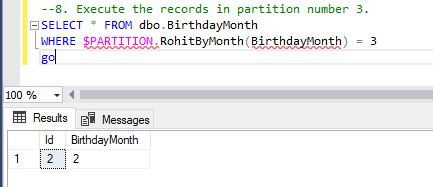 --8. Execute the records in partition number 3.
SELECT * FROM dbo.BirthdayMonth
WHERE $PARTITION.RohitByMonth(BirthdayMonth) = 3
go
100 %
Results Messages
Id BirthdayMonth
1 2 2